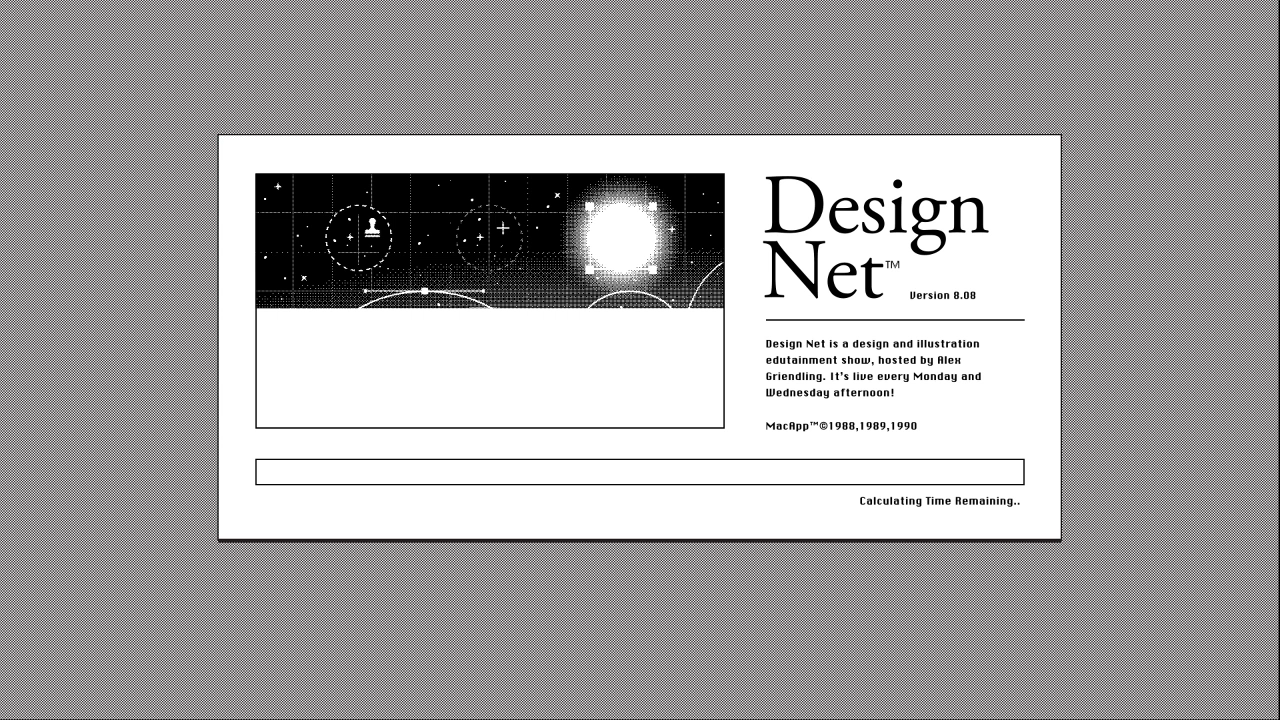 Design
Net™
Version 8.08
Design Net is a design and illustration
edutainment show, hosted by Alex
Griendling. It's live every Monday and
Wednesday afternoon!
MacApp™©1988,1989,1990
Calculating Time Remaining..